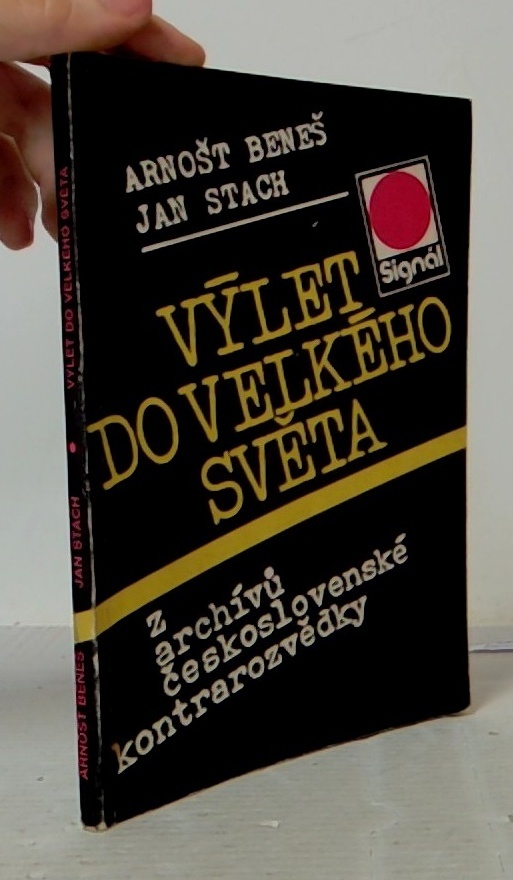 ARNOŠT BENEŠ
JAN STACH
Signál
VÝLET
DO VELKÉHO
SVĚTA
z
archívů
československé
kontrarozvědky
ARNOŠT BENEŠ JAN STACH • VÝLET DO VELKÉHO SVĚTA